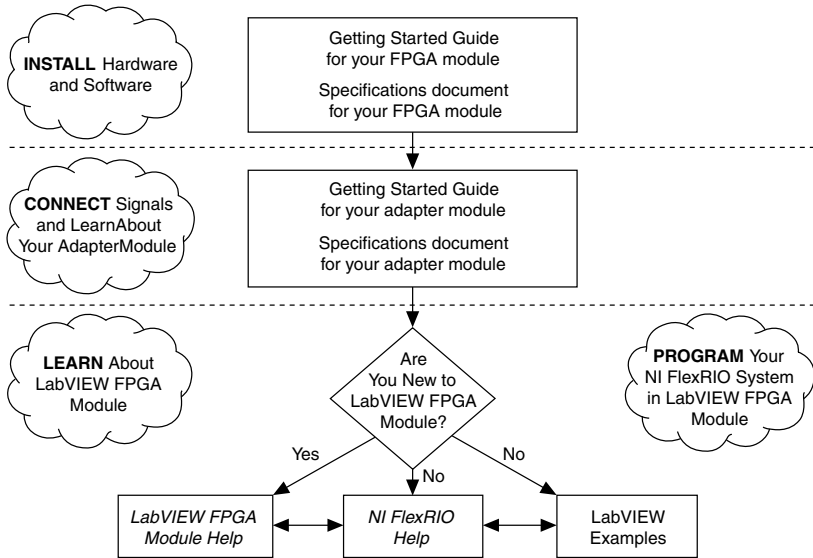 INSTALL Hardware
and Software
Getting Started Guide
for your FPGA module
Specifications document
for your FPGA module
CONNECT Signals
and LearnAbout
Your AdapterModule
Getting Started Guide
for your adapter module
Specifications document
for your adapter module
LEARN About
LabVIEW FPGA
Module
Are
You New to
LabVIEW FPGA
Module?
PROGRAM Your
NI FlexRIO System
in LabVIEW FPGA
Module
Yes
No
No
LabVIEW FPGA
Module Help
NI FlexRIO
Help
LabVIEW
Examples